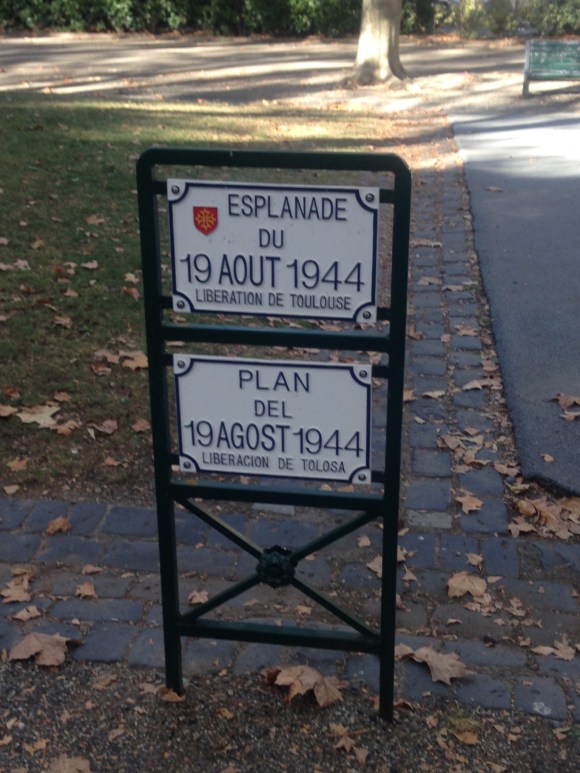 ESPLANADE
DU
19 AOUT 1944
LIBERATION DE TOULOUSE
PLAN
DEL
19 AGOST 1944
LIBERACION DE TOLOSA